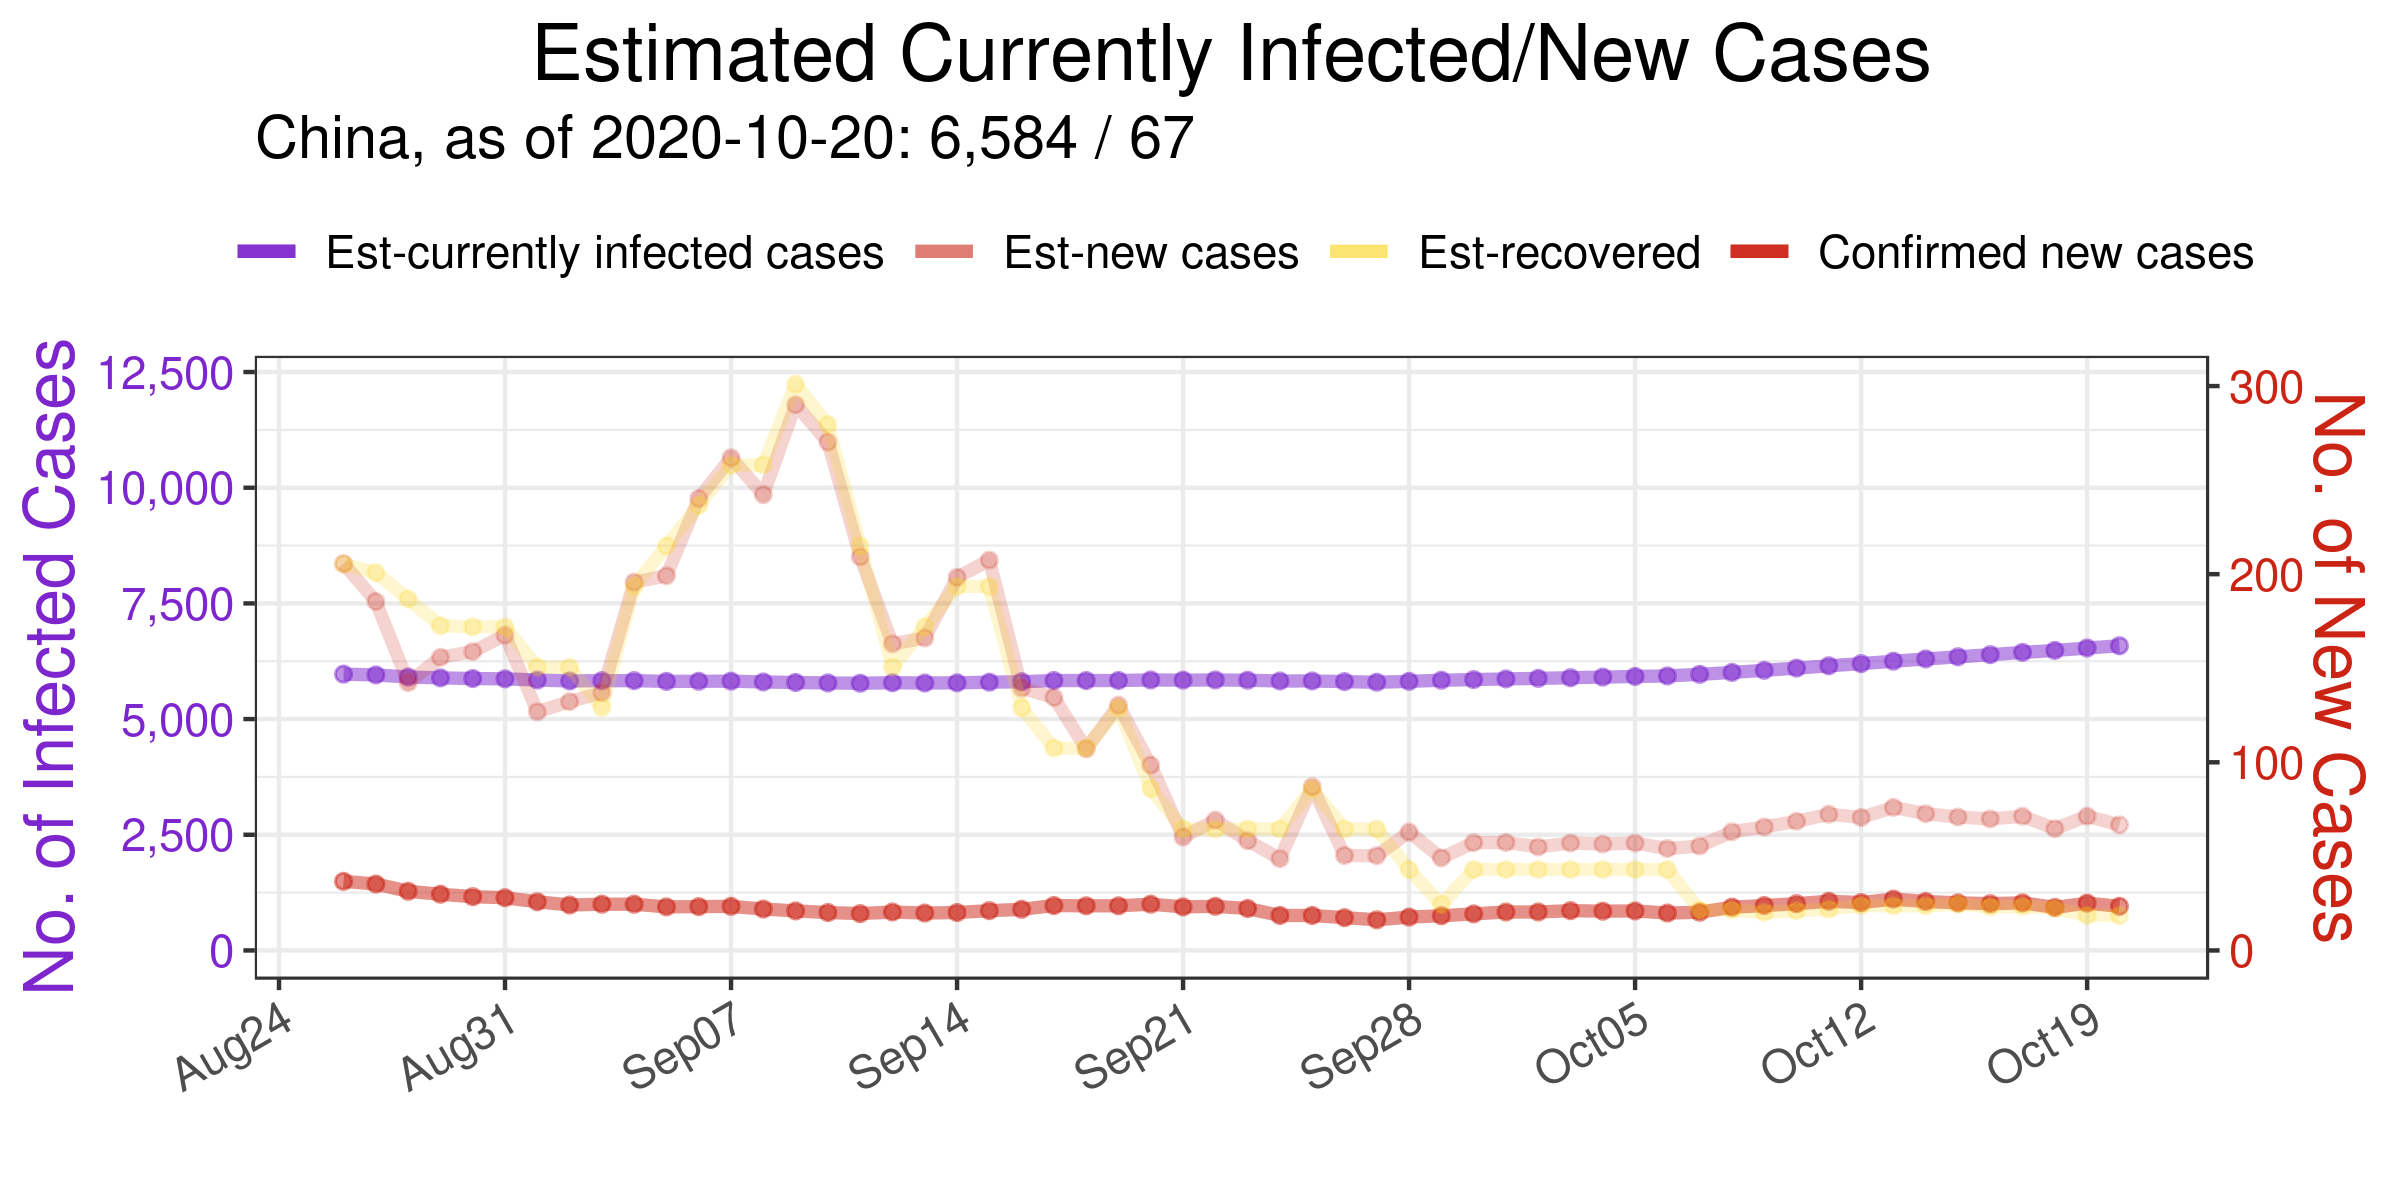 Estimated Currently Infected/New Cases
China, as of 2020-10-20: 6,584 / 67
Est-currently infected cases Est-new cases Est-recovered Confirmed new cases
No. of Infected Cases
12,500
10,000
7,500
5,000
2,500
0
300
200
100
0
No. of New Cases
Aug24 Aug31 Sep07 Sep14 Sep21 Sep28 Oct05 Oct12 Oct19